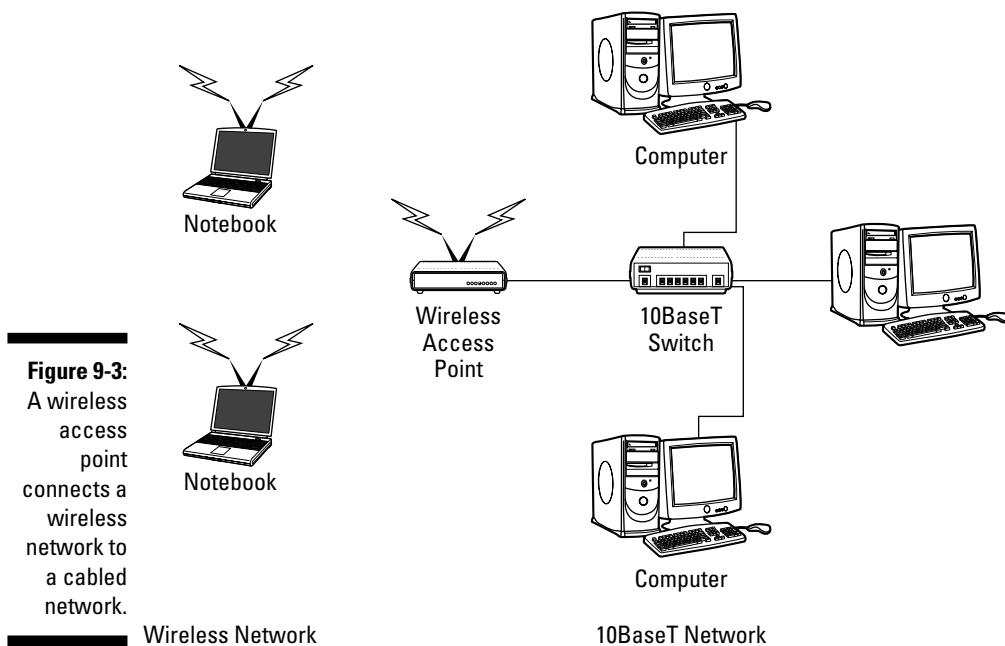 Notebook
Computer
Wireless
Access
Point
10BaseT
Switch
Notebook
Computer
Figure 9-3:
A wireless
access
point
connects a
wireless
network to
a cabled
network.
Wireless Network
10BaseT Network